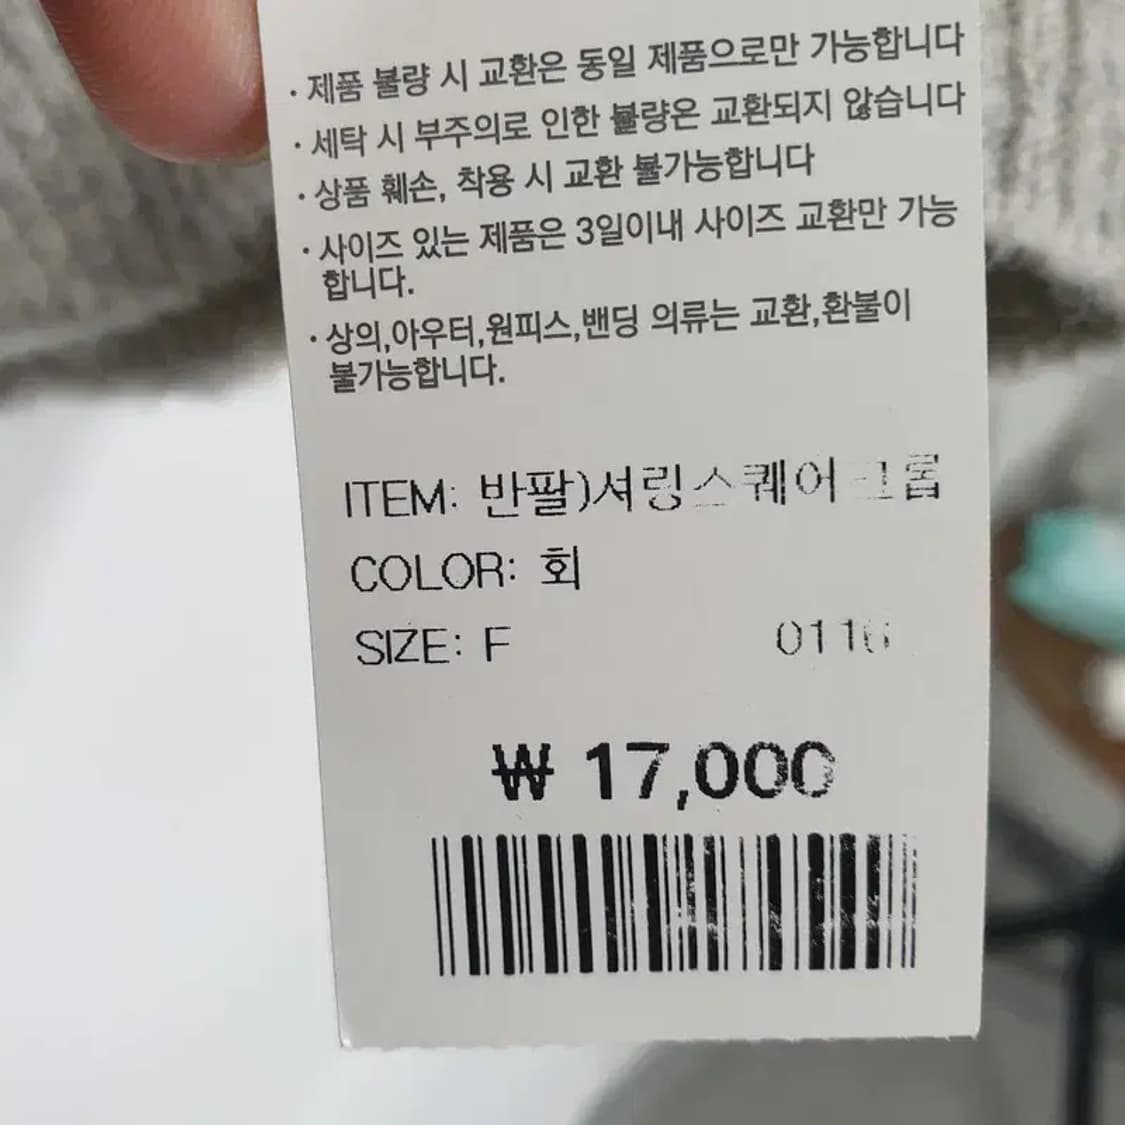 · 제품 불량 시 교환은 동일 제품으로만 가능합니다
· 세탁 시 부주의로 인한 불량은 교환되지 않습니다
· 상품 훼손, 착용 시 교환 불가능합니다
· 사이즈 있는 제품은 3일이내 사이즈 교환만 가능
합니다.
· 상의,아우터,원피스,밴딩 의류는 교환,환불이
불가능합니다.
ITEM: 반팔)셔링스퀘어크롭
COLOR: 회
SIZE: F 0116
₩ 17,000